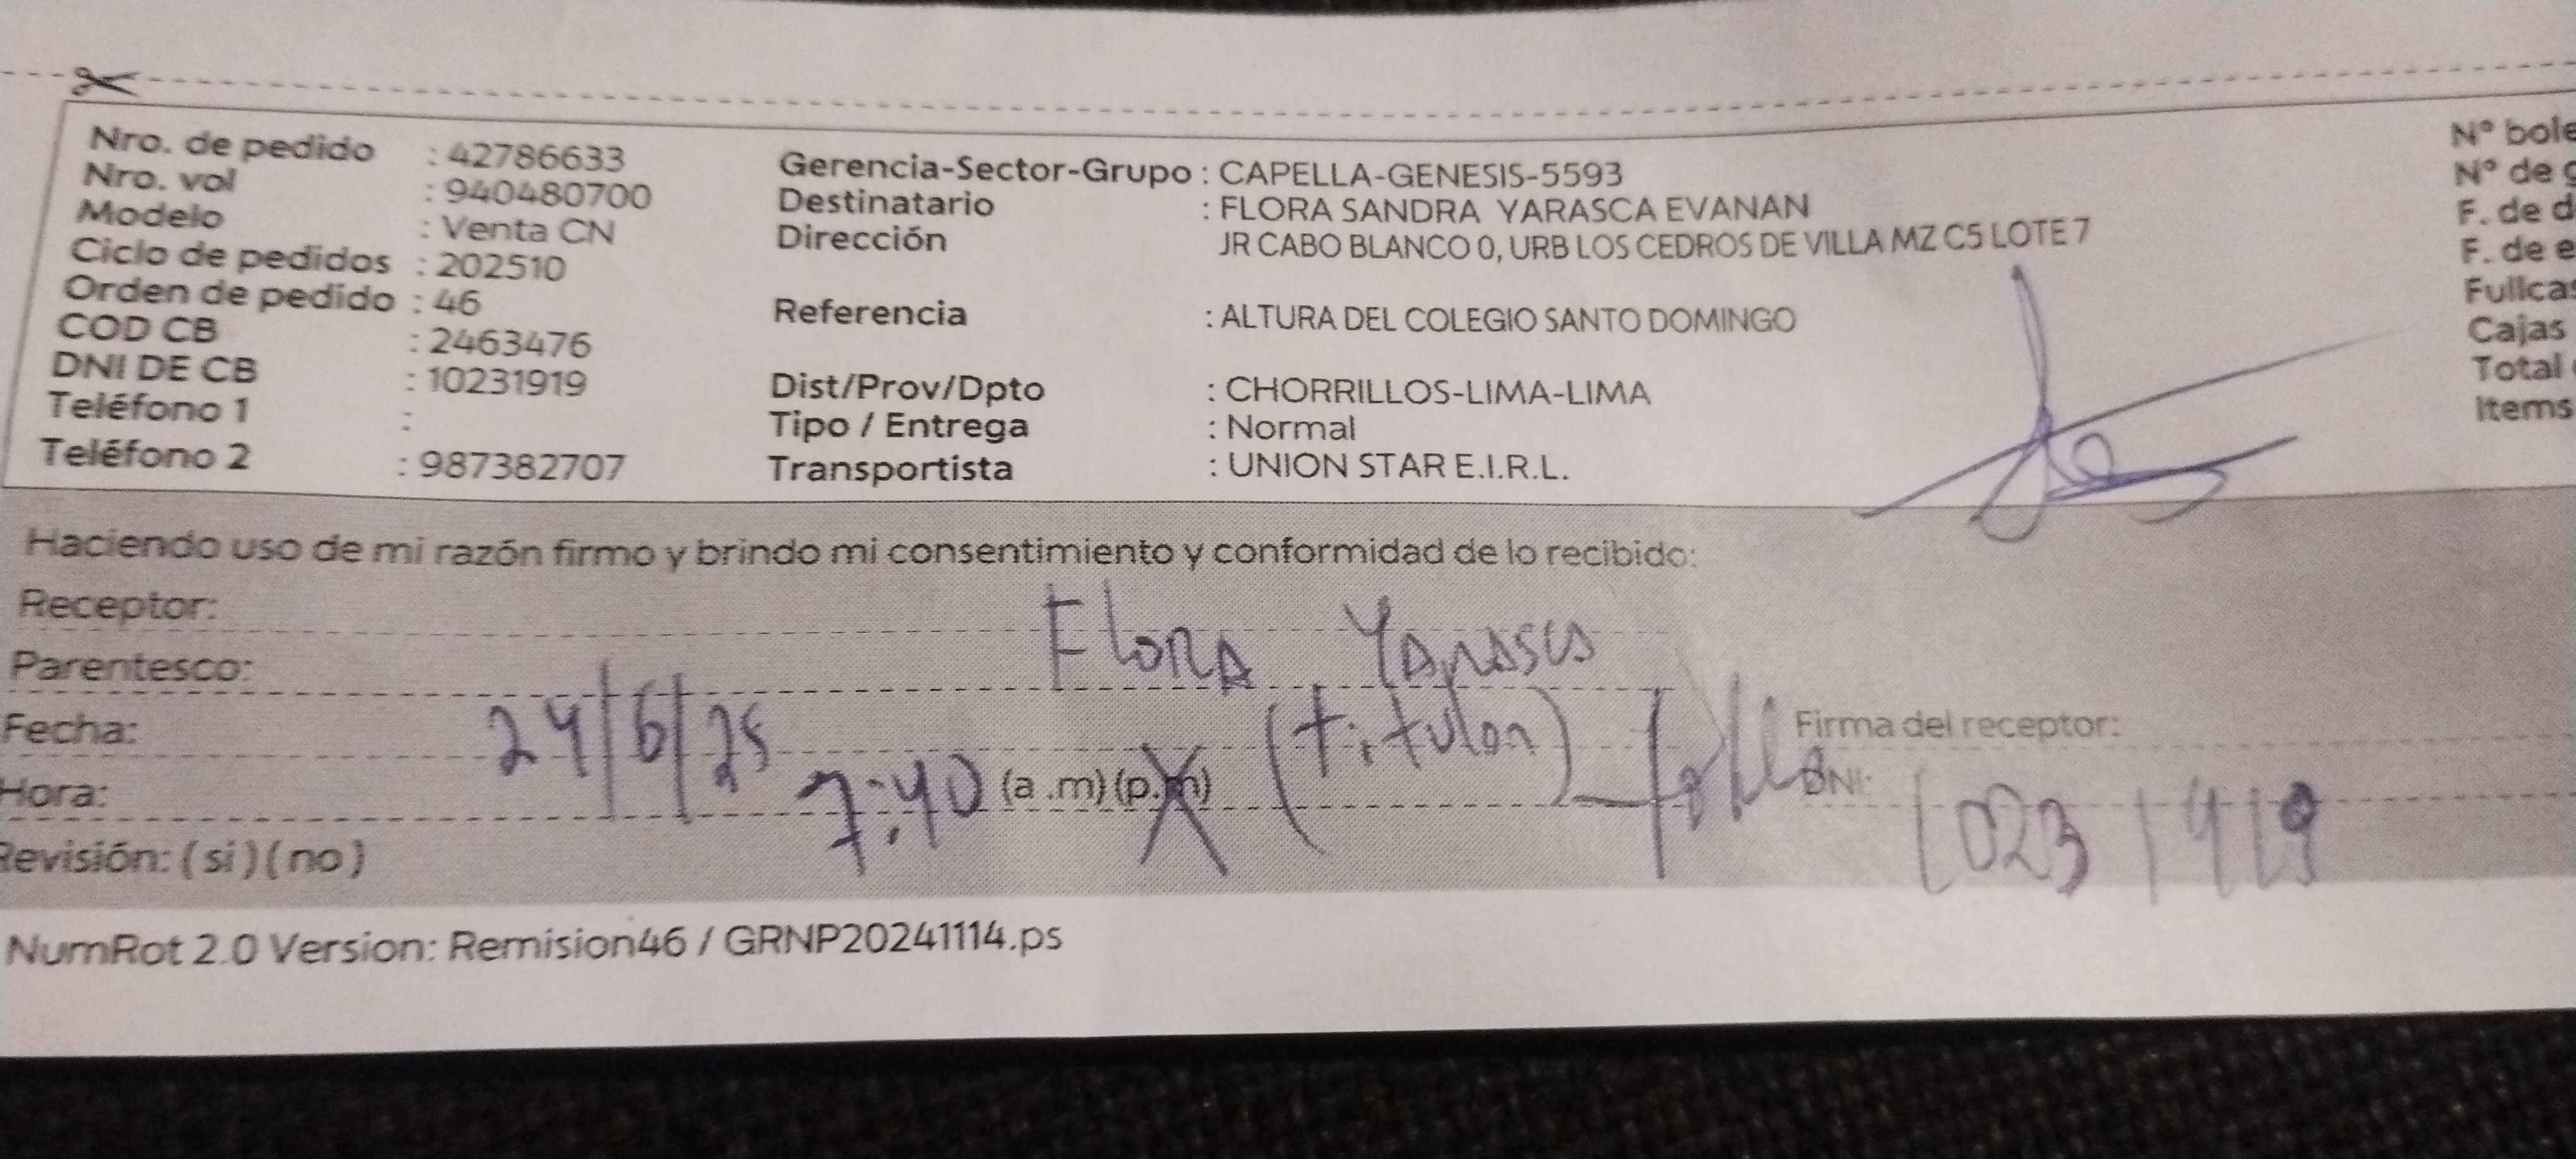 Nro. de pedido : 42786633
Nro. vol : 940480700
Modelo : Venta CN
Ciclo de pedidos : 202510
Orden de pedido : 46
COD CB : 2463476
DNI DE CB : 10231919
Teléfono 1 :
Teléfono 2 : 987382707
Gerencia-Sector-Grupo : CAPELLA-GENESIS-5593
Destinatario : FLORA SANDRA YARASCA EVANAN
Dirección JR CABO BLANCO 0, URB LOS CEDROS DE VILLA MZ C5 LOTE 7
Referencia : ALTURA DEL COLEGIO SANTO DOMINGO
Dist/Prov/Dpto : CHORRILLOS-LIMA-LIMA
Tipo / Entrega : Normal
Transportista : UNION STAR E.I.R.L.
N° bole
N° de g
F. de d
F. de e
Fullcas
Cajas
Total
Items
Haciendo uso de mi razón firmo y brindo mi consentimiento y conformidad de lo recibido:
Receptor: FLORA YARASCA
Parentesco: (titular)
Fecha: 24/6/25
Firma del receptor:
Hora: 7:40 (a .m) (p.m)
DNI: 10231919
Revisión: ( si ) ( no )
NumRot 2.0 Version: Remision46 / GRNP20241114.ps